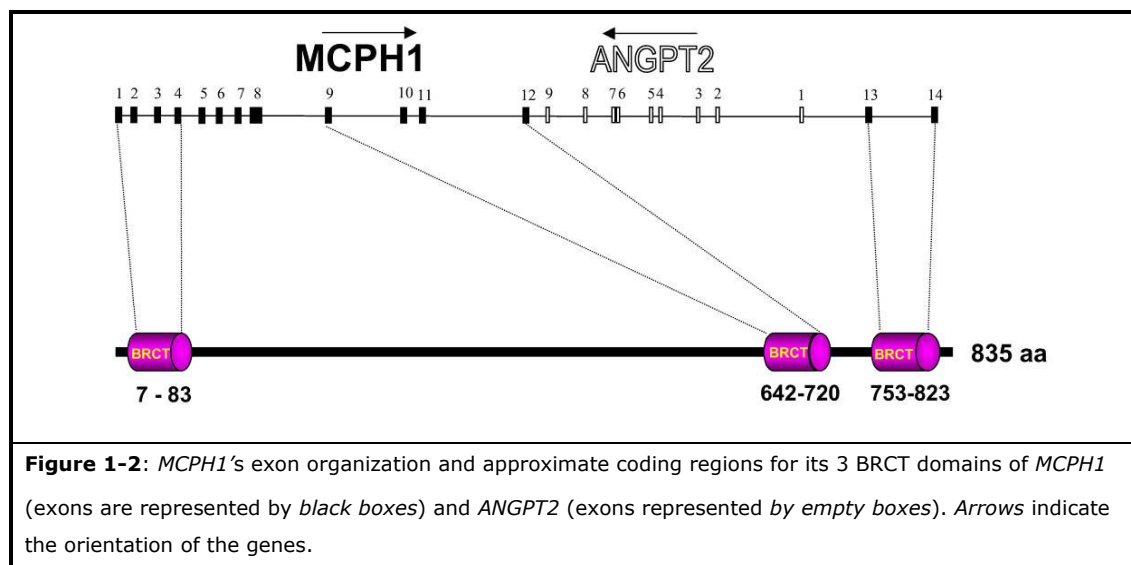 MCPH1 ANGPT2
1 2 3 4 5 6 7 8 9 10 11 12 9 8 7 6 5 4 3 2 1 13 14
BRCT BRCT BRCT 835 aa
7 - 83 642-720 753-823
Figure 1-2: MCPH1's exon organization and approximate coding regions for its 3 BRCT domains of MCPH1
(exons are represented by black boxes) and ANGPT2 (exons represented by empty boxes). Arrows indicate
the orientation of the genes.